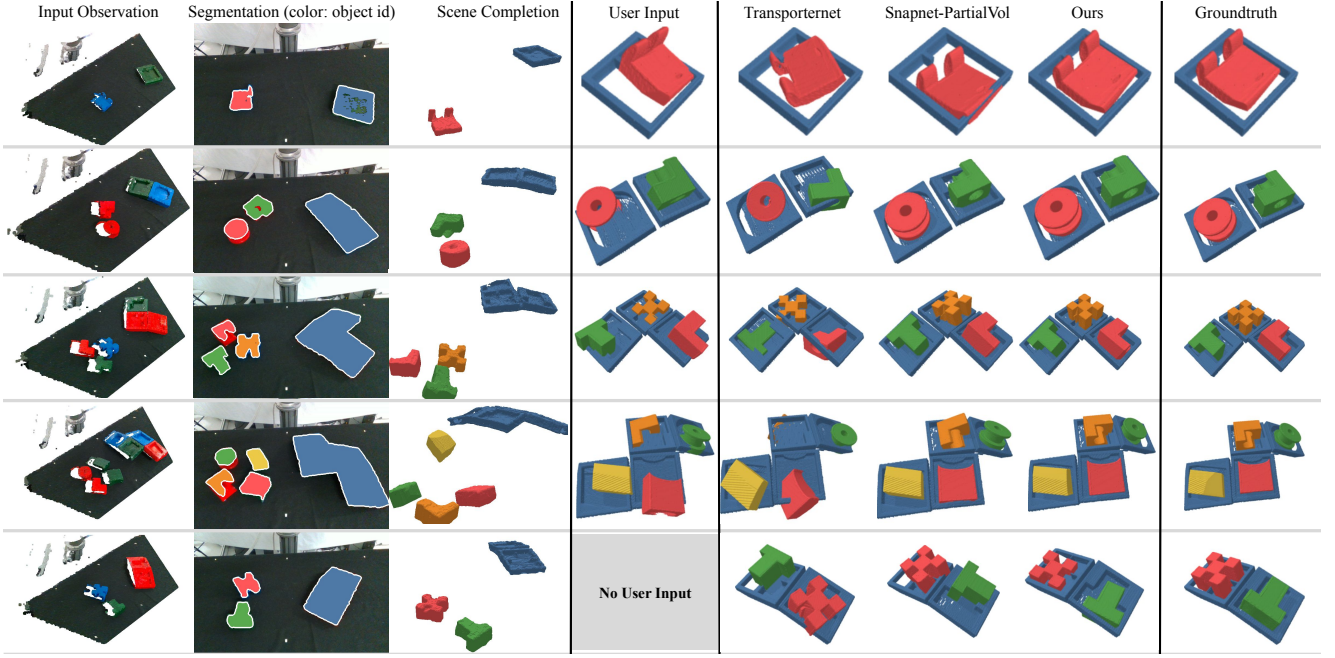 Input Observation
Segmentation (color: object id)
Scene Completion
User Input
Transporternet
Snapnet-PartialVol
Ours
Groundtruth
No User Input